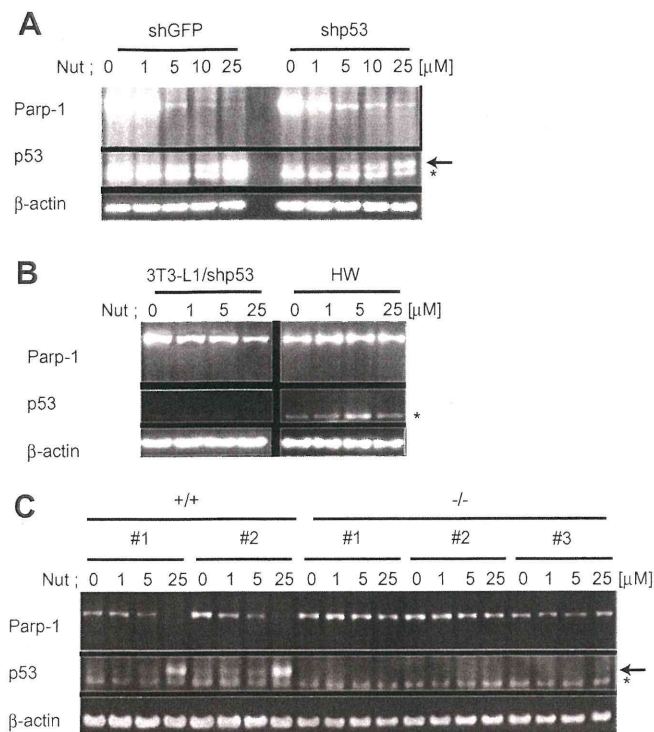 A
shGFP shp53
Nut ; 0 1 5 10 25 0 1 5 10 25 [μM]
Parp-1
p53
*
β-actin
B
3T3-L1/shp53 HW
Nut ; 0 1 5 25 0 1 5 25 [μM]
Parp-1
p53
*
β-actin
C
+/+ -/-
#1 #2 #1 #2 #3
Nut ; 0 1 5 25 0 1 5 25 0 1 5 25 0 1 5 25 0 1 5 25 [μM]
Parp-1
p53
*
β-actin